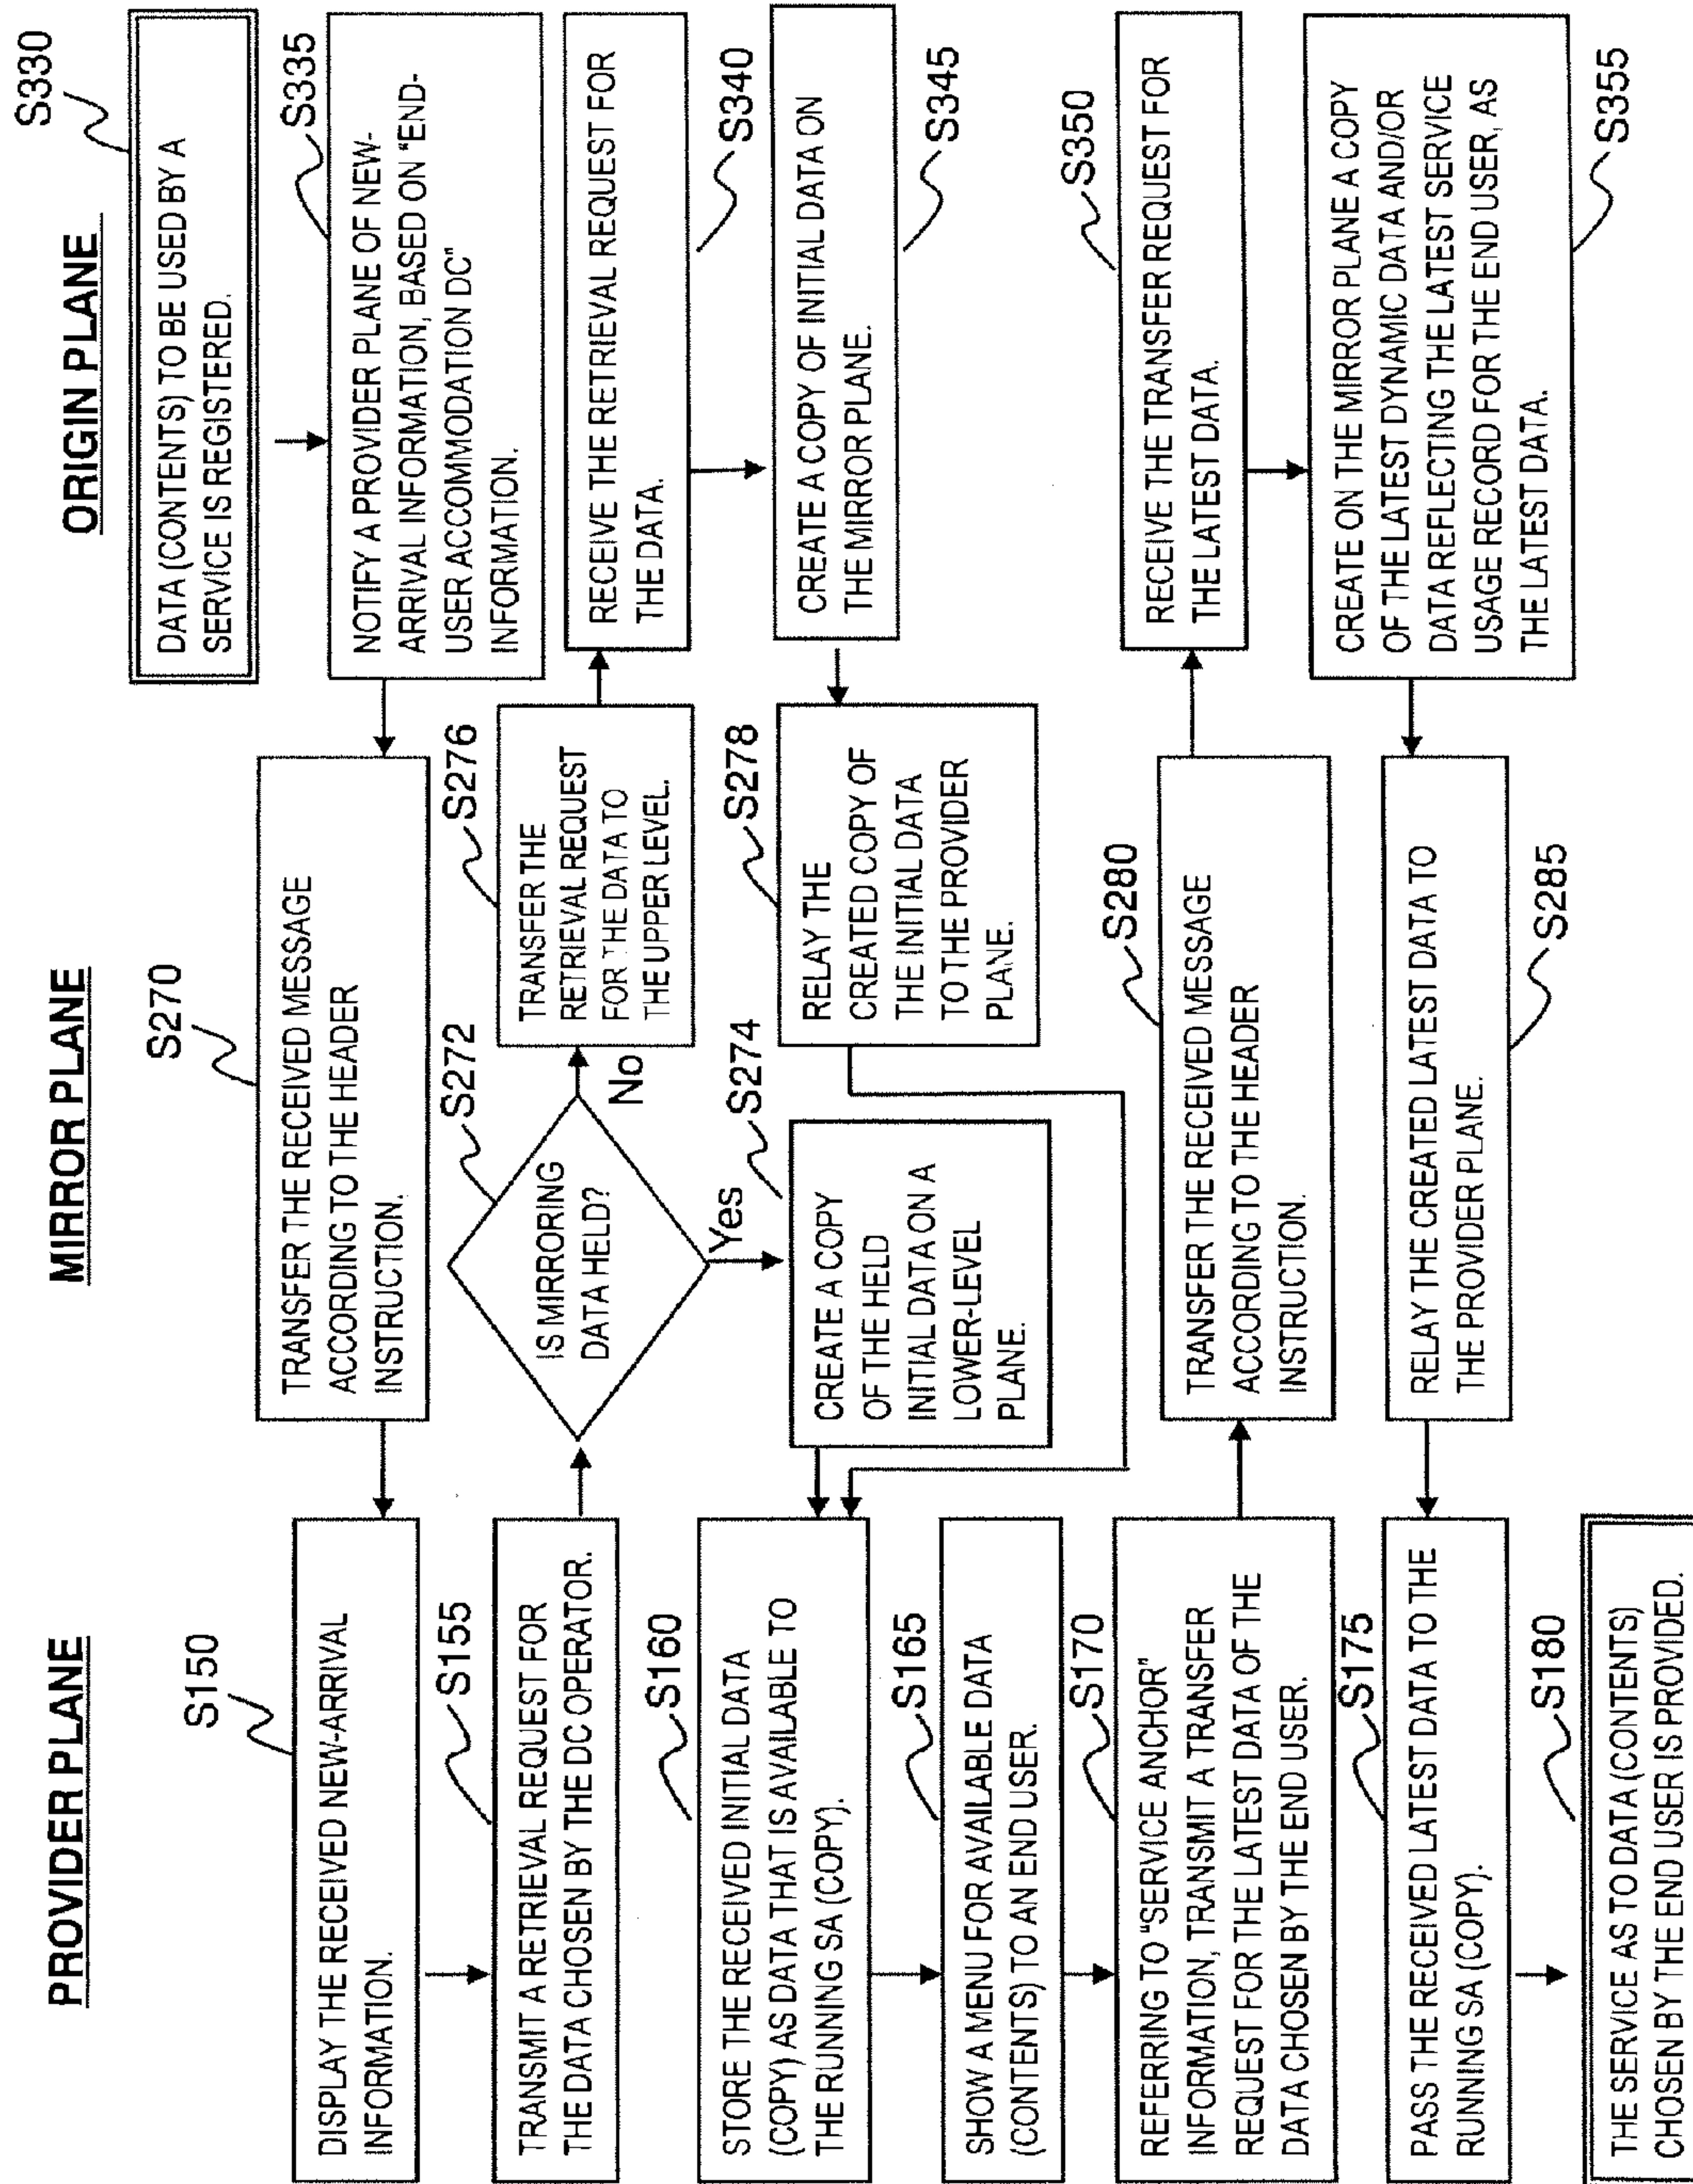 PROVIDER PLANE
MIRROR PLANE
ORIGIN PLANE
S330
DATA (CONTENTS) TO BE USED BY A
SERVICE IS REGISTERED.
S335
NOTIFY A PROVIDER PLANE OF NEW-
ARRIVAL INFORMATION, BASED ON "END-
USER ACCOMMODATION DC"
INFORMATION.
S270
TRANSFER THE RECEIVED MESSAGE
ACCORDING TO THE HEADER
INSTRUCTION.
S150
DISPLAY THE RECEIVED NEW-ARRIVAL
INFORMATION.
S155
TRANSMIT A RETRIEVAL REQUEST FOR
THE DATA CHOSEN BY THE DC OPERATOR.
S272
IS MIRRORING
DATA HELD?
No
Yes
S276
TRANSFER THE
RETRIEVAL REQUEST
FOR THE DATA TO
THE UPPER LEVEL.
RECEIVE THE RETRIEVAL REQUEST FOR
THE DATA.
S340
CREATE A COPY OF INITIAL DATA ON
THE MIRROR PLANE.
S345
S274
CREATE A COPY
OF THE HELD
INITIAL DATA ON A
LOWER-LEVEL
PLANE.
S278
RELAY THE
CREATED COPY OF
THE INITIAL DATA
TO THE PROVIDER
PLANE.
S160
STORE THE RECEIVED INITIAL DATA
(COPY) AS DATA THAT IS AVAILABLE TO
THE RUNNING SA (COPY).
S165
SHOW A MENU FOR AVAILABLE DATA
(CONTENTS) TO AN END USER.
S170
REFERRING TO "SERVICE ANCHOR"
INFORMATION, TRANSMIT A TRANSFER
REQUEST FOR THE LATEST DATA OF THE
DATA CHOSEN BY THE END USER.
S280
TRANSFER THE RECEIVED MESSAGE
ACCORDING TO THE HEADER
INSTRUCTION.
S350
RECEIVE THE TRANSFER REQUEST FOR
THE LATEST DATA.
CREATE ON THE MIRROR PLANE A COPY
OF THE LATEST DYNAMIC DATA AND/OR
DATA REFLECTING THE LATEST SERVICE
USAGE RECORD FOR THE END USER, AS
THE LATEST DATA.
S355
RELAY THE CREATED LATEST DATA TO
THE PROVIDER PLANE.
S285
S175
PASS THE RECEIVED LATEST DATA TO THE
RUNNING SA (COPY).
S180
THE SERVICE AS TO DATA (CONTENTS)
CHOSEN BY THE END USER IS PROVIDED.